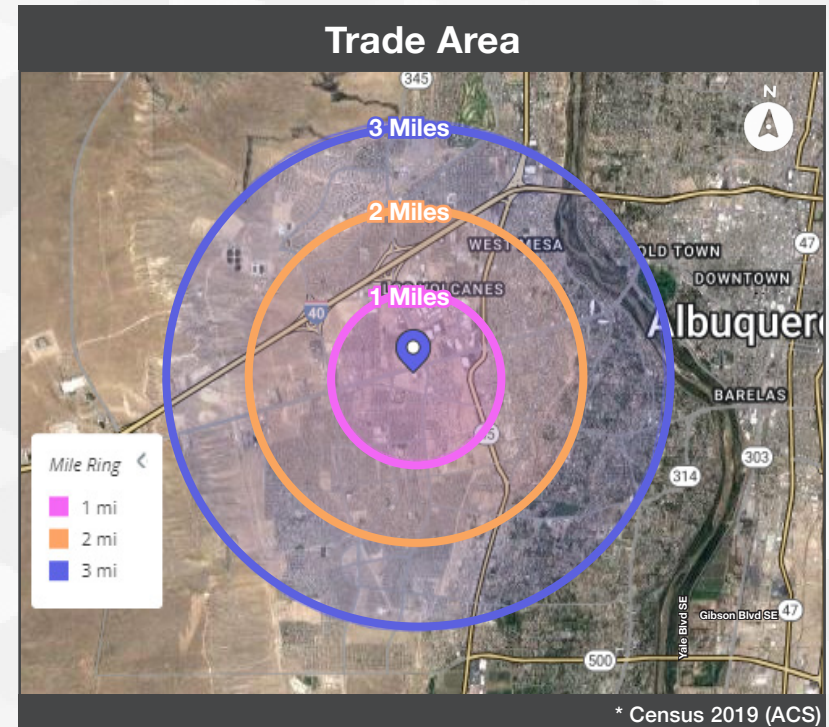 Trade Area
345
N
3 Miles
2 Miles
WEST MESA
OLD TOWN
47
DOWNTOWN
1 Miles
40
Albuquer
BARELAS
303
314
Mile Ring
1 mi
2 mi
3 mi
Yale Blvd SE
Gibson Blvd SE
47
500
* Census 2019 (ACS)